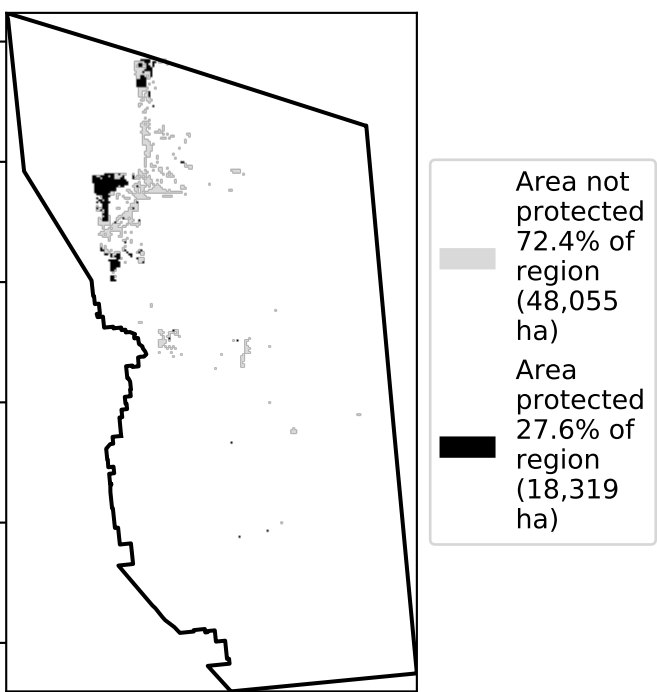 Area not
protected
72.4% of
region
(48,055
ha)
Area
protected
27.6% of
region
(18,319
ha)